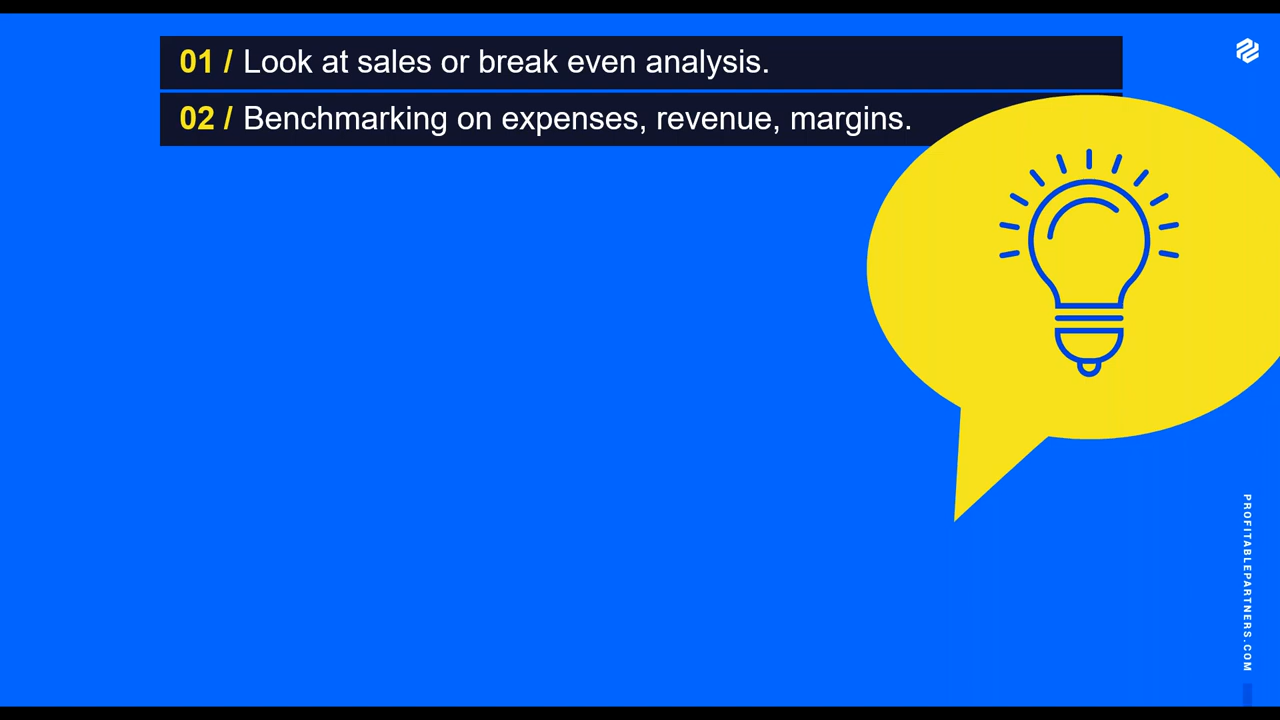 01 / Look at sales or break even analysis.
02 / Benchmarking on expenses, revenue, margins.
PROFITABLEPARTNERS.COM